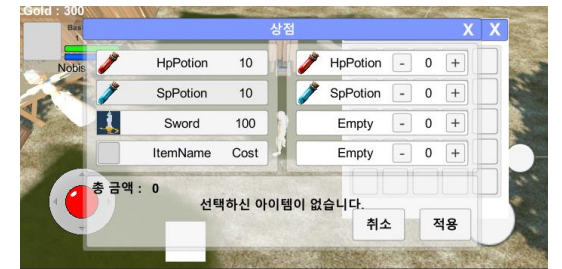 Gold : 300
Bas
1
Nobis
상점 X X
HpPotion 10 HpPotion - 0 +
SpPotion 10 SpPotion - 0 +
Sword 100 Empty - 0 +
ItemName Cost Empty - 0 +
총 금액 : 0
선택하신 아이템이 없습니다.
취소 적용